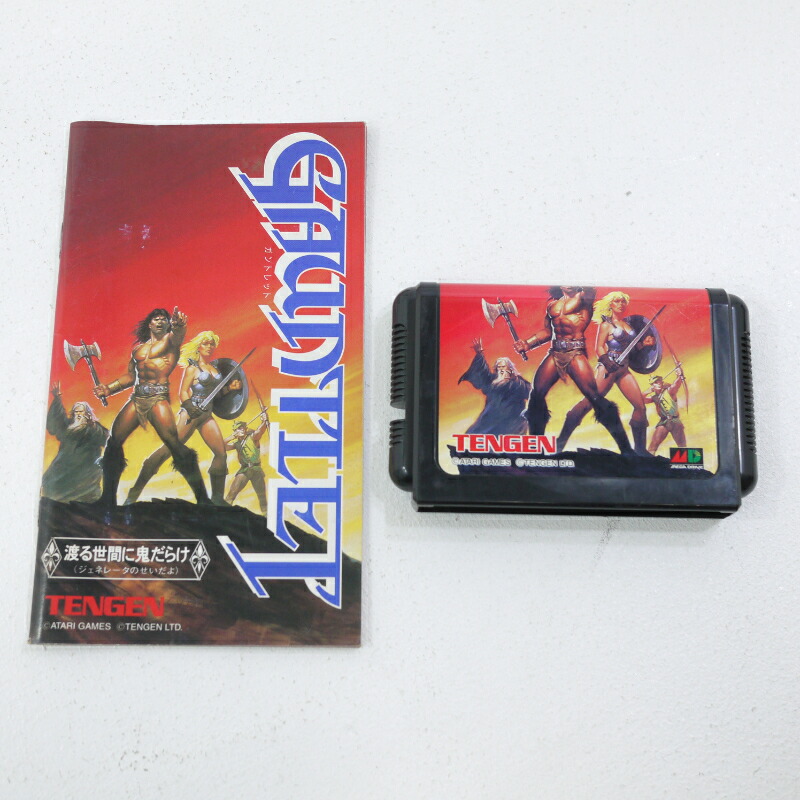 GAUNTLET
ガントレット
渡る世間に鬼だらけ
(ジェネレータのせいだよ)
TENGEN
©ATARI GAMES ©TENGEN LTD.
TENGEN
©ATARI GAMES ©TENGEN LTD.
MD
MEGA DRIVE